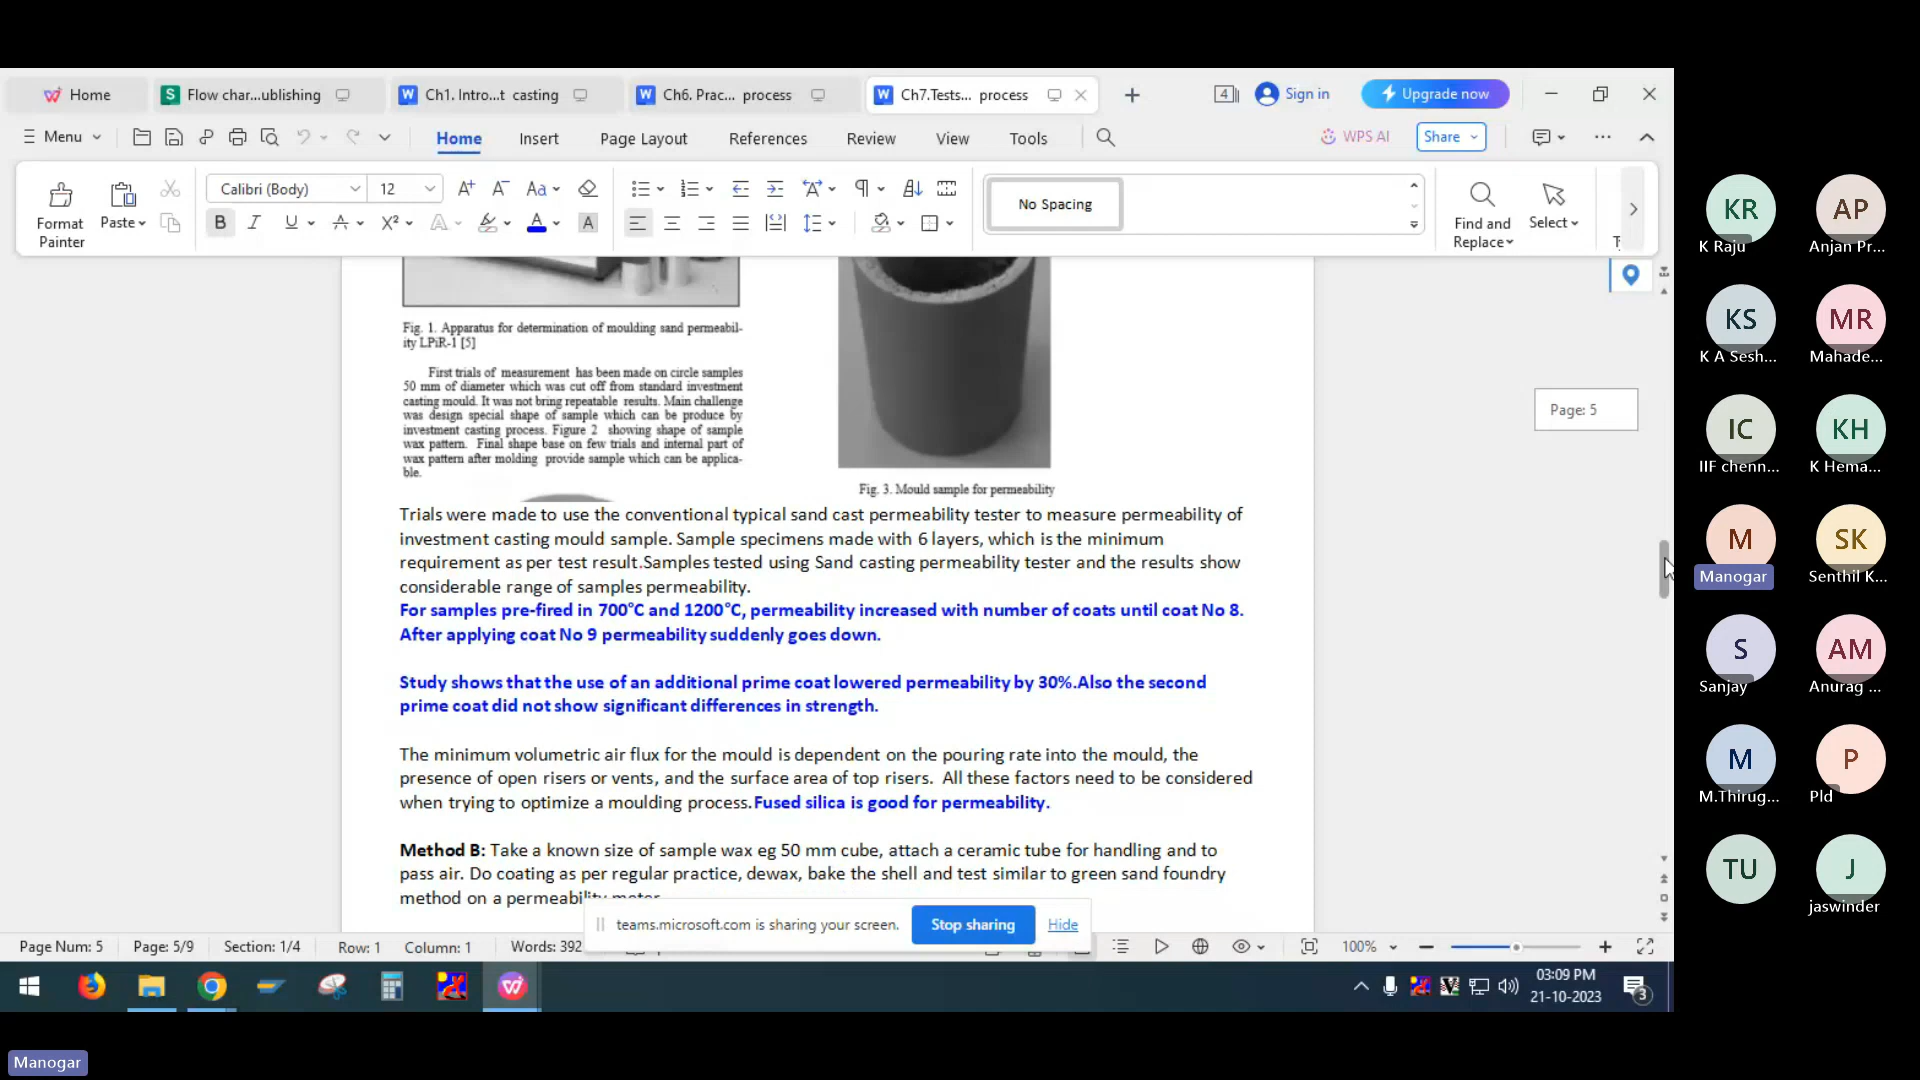 Home
Flow char...ublishing
Ch1. Intro...t casting
Ch6. Prac... process
Ch7.Tests... process
4
Sign in
Upgrade now
Menu
Home
Insert
Page Layout
References
Review
View
Tools
WPS AI
Share
Format
Painter
Paste
Calibri (Body)
12
No Spacing
Find and
Replace
Select
Fig. 1. Apparatus for determination of moulding sand permeabil-
ity LPiR-1 [5]
First trials of measurement has been made on circle samples
50 mm of diameter which was cut off from standard investment
casting mould. It was not bring repeatable results. Main challenge
was design special shape of sample which can be produce by
investment casting process. Figure 2 showing shape of sample
wax pattern. Final shape base on few trials and internal part of
wax pattern after molding provide sample which can be applica-
ble.
Fig. 3. Mould sample for permeability
Page: 5
Trials were made to use the conventional typical sand cast permeability tester to measure permeability of
investment casting mould sample. Sample specimens made with 6 layers, which is the minimum
requirement as per test result.Samples tested using Sand casting permeability tester and the results show
considerable range of samples permeability.
For samples pre-fired in 700°C and 1200°C, permeability increased with number of coats until coat No 8.
After applying coat No 9 permeability suddenly goes down.
Study shows that the use of an additional prime coat lowered permeability by 30%.Also the second
prime coat did not show significant differences in strength.
The minimum volumetric air flux for the mould is dependent on the pouring rate into the mould, the
presence of open risers or vents, and the surface area of top risers. All these factors need to be considered
when trying to optimize a moulding process.Fused silica is good for permeability.
Method B: Take a known size of sample wax eg 50 mm cube, attach a ceramic tube for handling and to
pass air. Do coating as per regular practice, dewax, bake the shell and test similar to green sand foundry
method on a permeability meter
teams.microsoft.com is sharing your screen.
Stop sharing
Hide
Page Num: 5
Page: 5/9
Section: 1/4
Row: 1
Column: 1
Words: 392
100%
03:09 PM
21-10-2023
3
KR
K Raju
AP
Anjan Pr...
KS
K A Sesh...
MR
Mahade...
IC
IIF chenn...
KH
K Hema...
M
Manogar
SK
Senthil K...
S
Sanjay
AM
Anurag ...
M
M.Thirug...
P
Pld
TU
J
jaswinder
Manogar